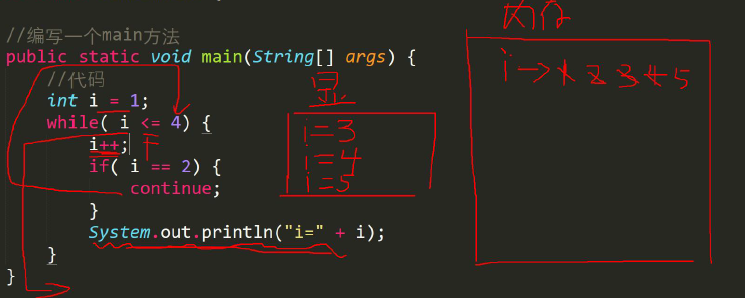 //编写一个main方法
public static void main(String[] args) {
//代码
int i = 1;
while( i <= 4) {
i++;
if( i == 2) {
continue;
}
System.out.println("i=" + i);
}
}
F
i=3
i=4
i=5
内存
i→1 2 3 4 5